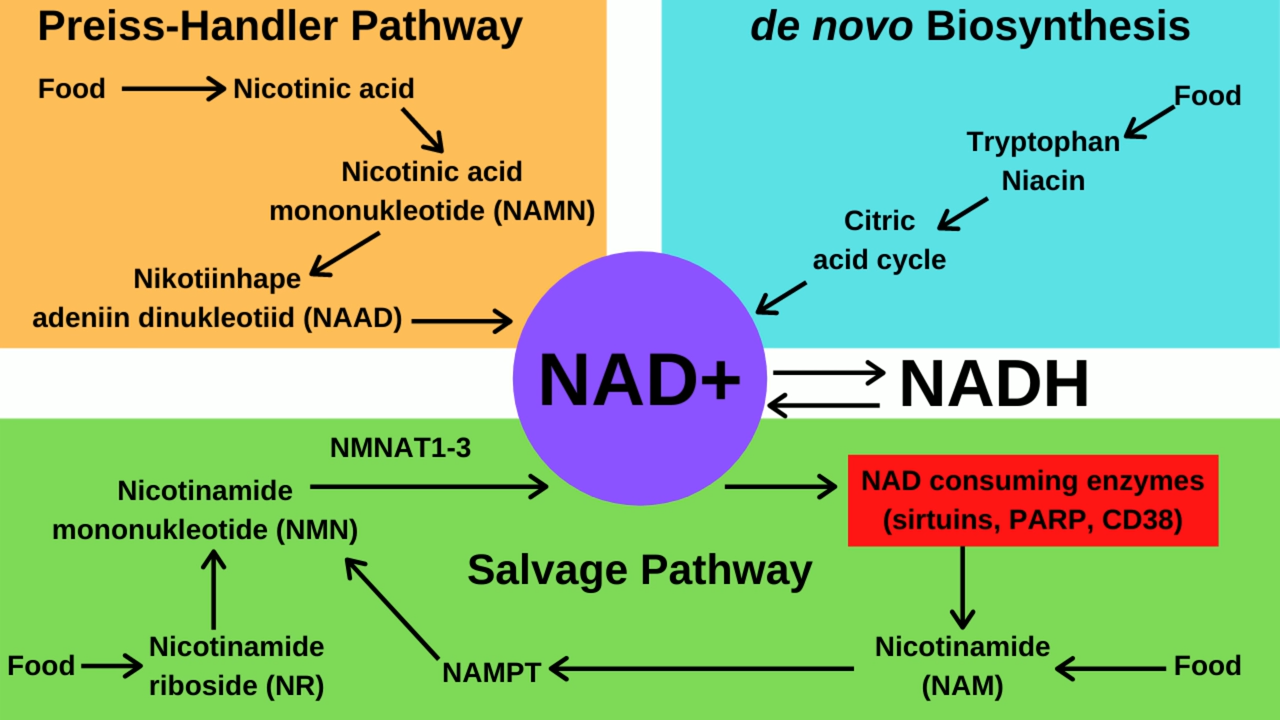 Preiss-Handler Pathway
Food
Nicotinic acid
Nicotinic acid
mononukleotide (NAMN)
Nikotiinhape
adeniin dinukleotiid (NAAD)
de novo Biosynthesis
Food
Tryptophan
Niacin
Citric
acid cycle
NAD+
NADH
NMNAT1-3
Nicotinamide
mononukleotide (NMN)
NAD consuming enzymes
(sirtuins, PARP, CD38)
Salvage Pathway
Food
Nicotinamide
riboside (NR)
NAMPT
Nicotinamide
(NAM)
Food